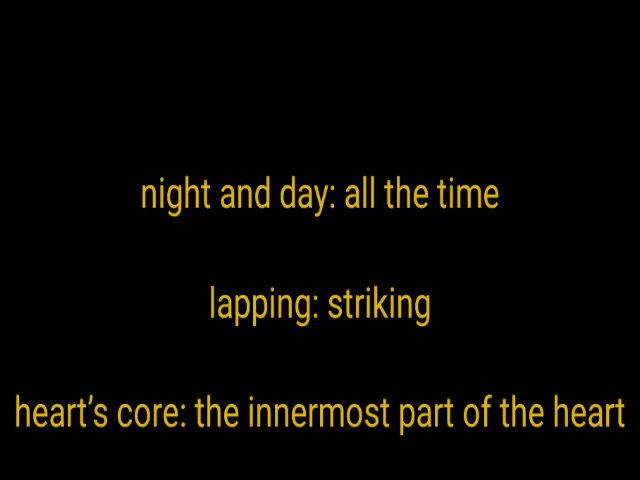 night and day: all the time
lapping: striking
heart’s core: the innermost part of the heart